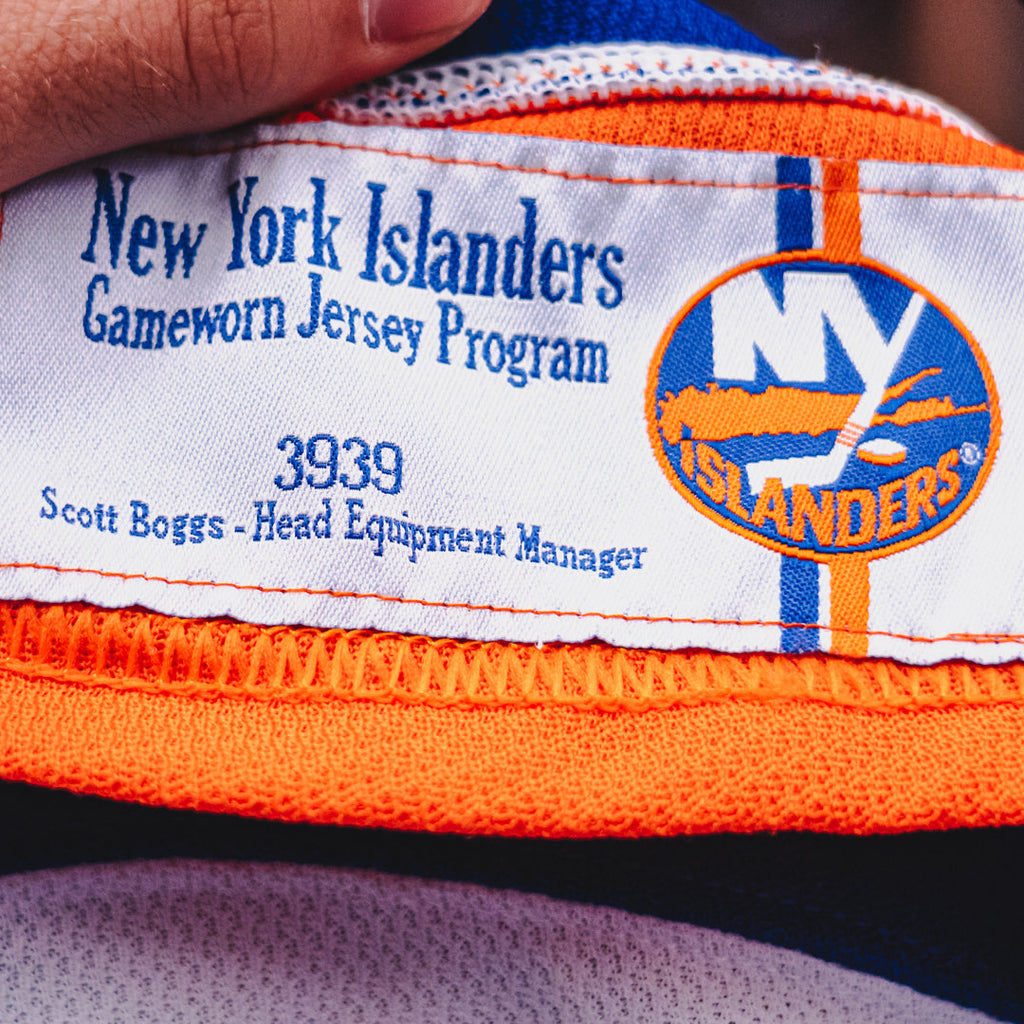 New York Islanders
Gameworn Jersey Program
3939
Scott Boggs - Head Equipment Manager
NY
ISLANDERS®